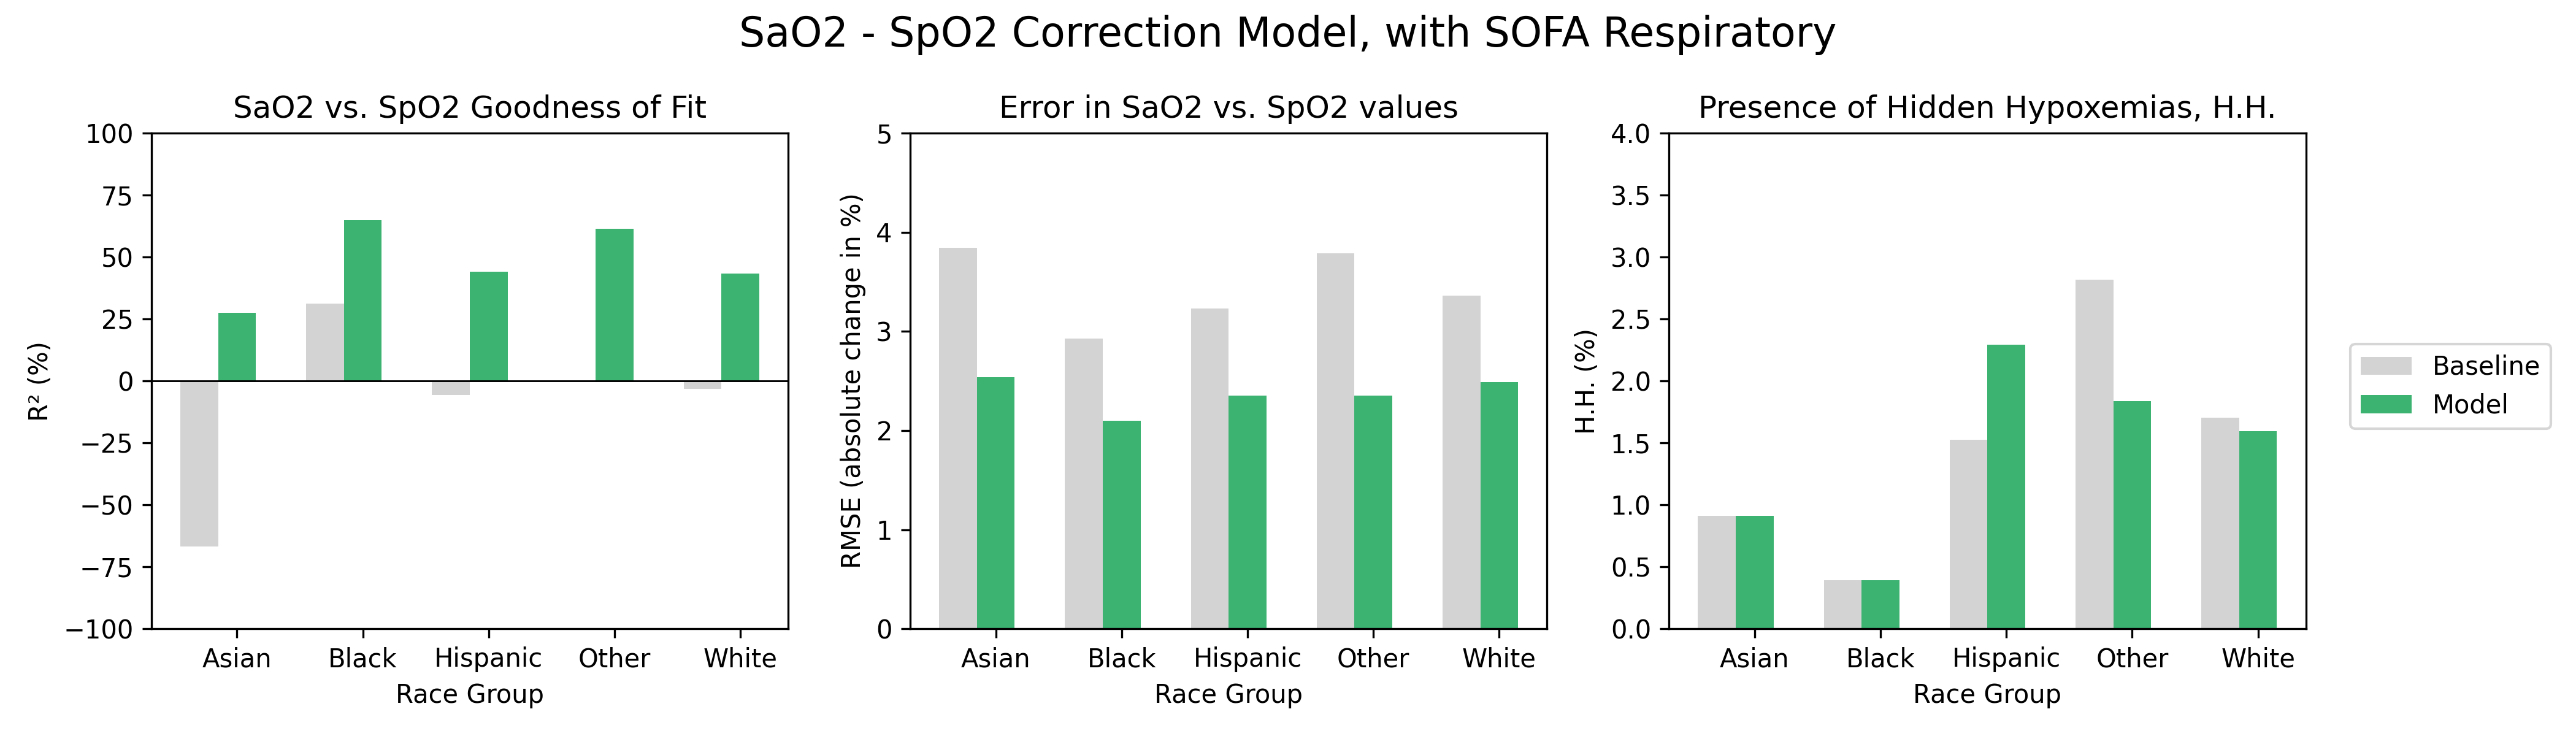 SaO2 - SpO2 Correction Model, with SOFA Respiratory
SaO2 vs. SpO2 Goodness of Fit
R² (%)
100
75
50
25
0
−25
−50
−75
−100
Asian Black Hispanic Other White
Race Group
Error in SaO2 vs. SpO2 values
RMSE (absolute change in %)
5
4
3
2
1
0
Asian Black Hispanic Other White
Race Group
Presence of Hidden Hypoxemias, H.H.
H.H. (%)
4.0
3.5
3.0
2.5
2.0
1.5
1.0
0.5
0.0
Asian Black Hispanic Other White
Race Group
Baseline
Model